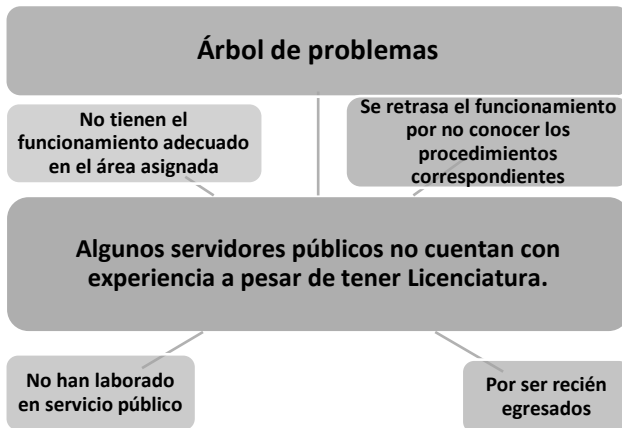 Árbol de problemas
No tienen el
funcionamiento adecuado
en el área asignada
Se retrasa el funcionamiento
por no conocer los
procedimientos
correspondientes
Algunos servidores públicos no cuentan con
experiencia a pesar de tener Licenciatura.
No han laborado
en servicio público
Por ser recién
egresados